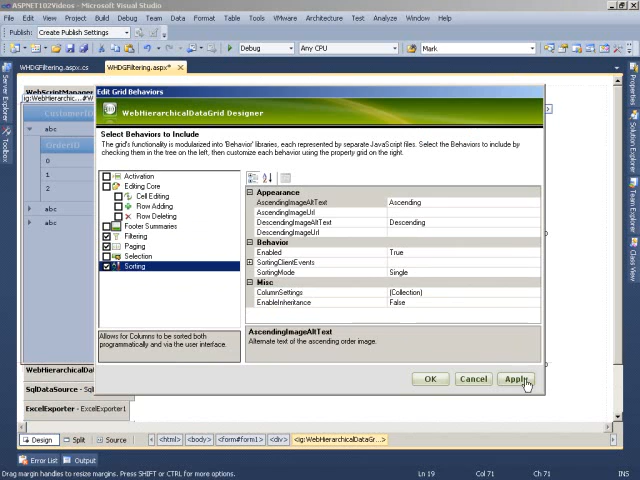 ASPNET102Videos - Microsoft Visual Studio
File Edit View Project Build Debug Team Data Format Table Tools VMware Architecture Test Analyze Window Help
Publish: Create Publish Settings
Debug Any CPU Mark
WHDGFiltering.aspx.cs WHDGFiltering.aspx*
Server Explorer
Toolbox
Properties
Solution Explorer
Team Explorer
Class View
WebScriptManager
ig:WebHierarchic...#W
CustomerID
abc
OrderID
0
1
2
abc
abc
Edit Grid Behaviors
WebHierarchicalDataGrid Designer
Select Behaviors to Include
The grid's functionality is modularized into 'Behavior' libraries, each represented by separate JavaScript files. Select the Behaviors to include by
checking them in the tree on the left, then customize each behavior using the property grid on the right.
Activation
Editing Core
Cell Editing
Row Adding
Row Deleting
Footer Summaries
Filtering
Paging
Selection
Sorting
Appearance
AscendingImageAltText Ascending
AscendingImageUrl
DescendingImageAltText Descending
DescendingImageUrl
Behavior
Enabled True
SortingClientEvents
SortingMode Single
Misc
ColumnSettings (Collection)
EnableInheritance False
Allows for Columns to be sorted both
programmatically and via the user interface.
AscendingImageAltText
Alternate text of the ascending order image.
OK Cancel Apply
WebHierarchicalData
SqlDataSource - Sql
ExcelExporter - ExcelExporter1
Design Split Source <html> <body> <form#form1> <div> <ig:WebHierarchicalDataGr...>
Error List Output
Drag margin handles to resize margins. Press SHIFT or CTRL for more options. Ln 19 Col 71 Ch 71 INS